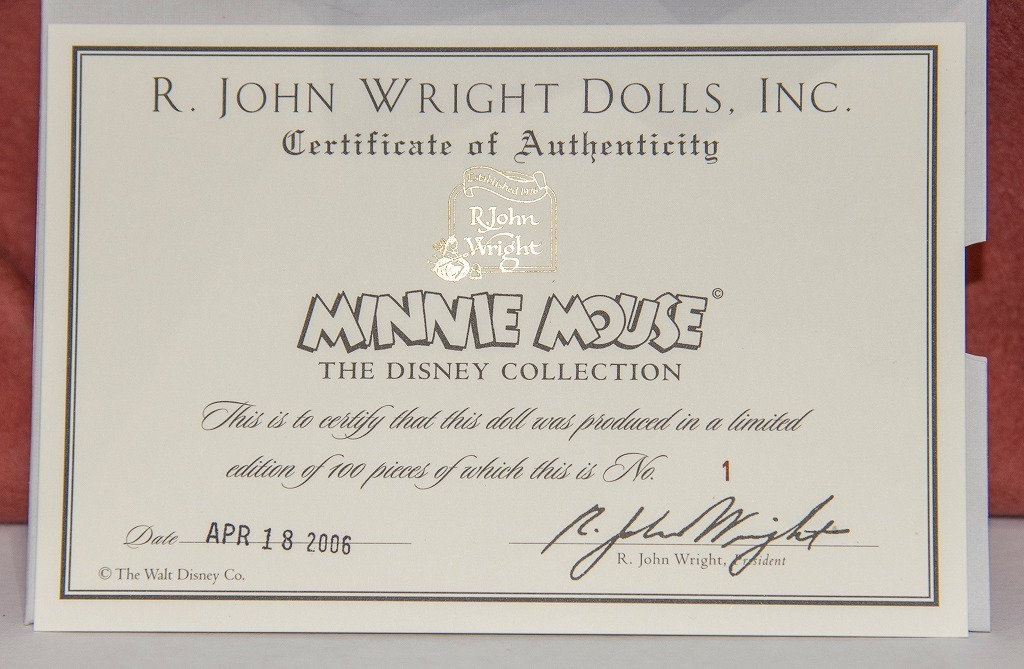 R. JOHN WRIGHT DOLLS, INC.
Certificate of Authenticity
Established 1976
R. John
Wright
MINNIE MOUSE ©
THE DISNEY COLLECTION
This is to certify that this doll was produced in a limited
edition of 100 pieces of which this is No. 1
Date APR 18 2006
R. John Wright
R. John Wright, President
© The Walt Disney Co.